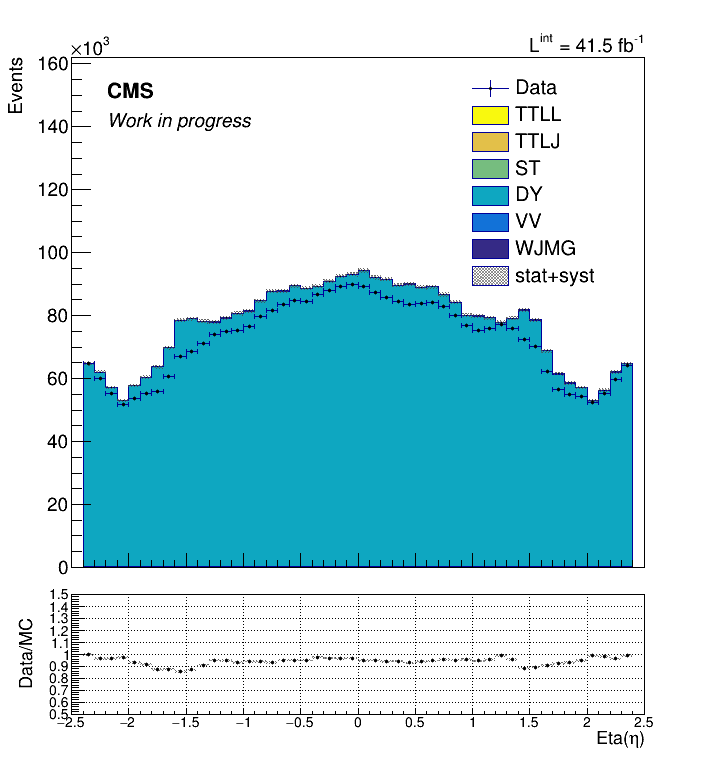 ×10³
L^int = 41.5 fb⁻¹
Events
160
140
120
100
80
60
40
20
0
CMS
Work in progress
Data
TTLL
TTLJ
ST
DY
VV
WJMG
stat+syst
Data/MC
1.5
1.4
1.3
1.2
1.1
1
0.9
0.8
0.7
0.6
0.5
−2.5 −2 −1.5 −1 −0.5 0 0.5 1 1.5 2 2.5
Eta(η)